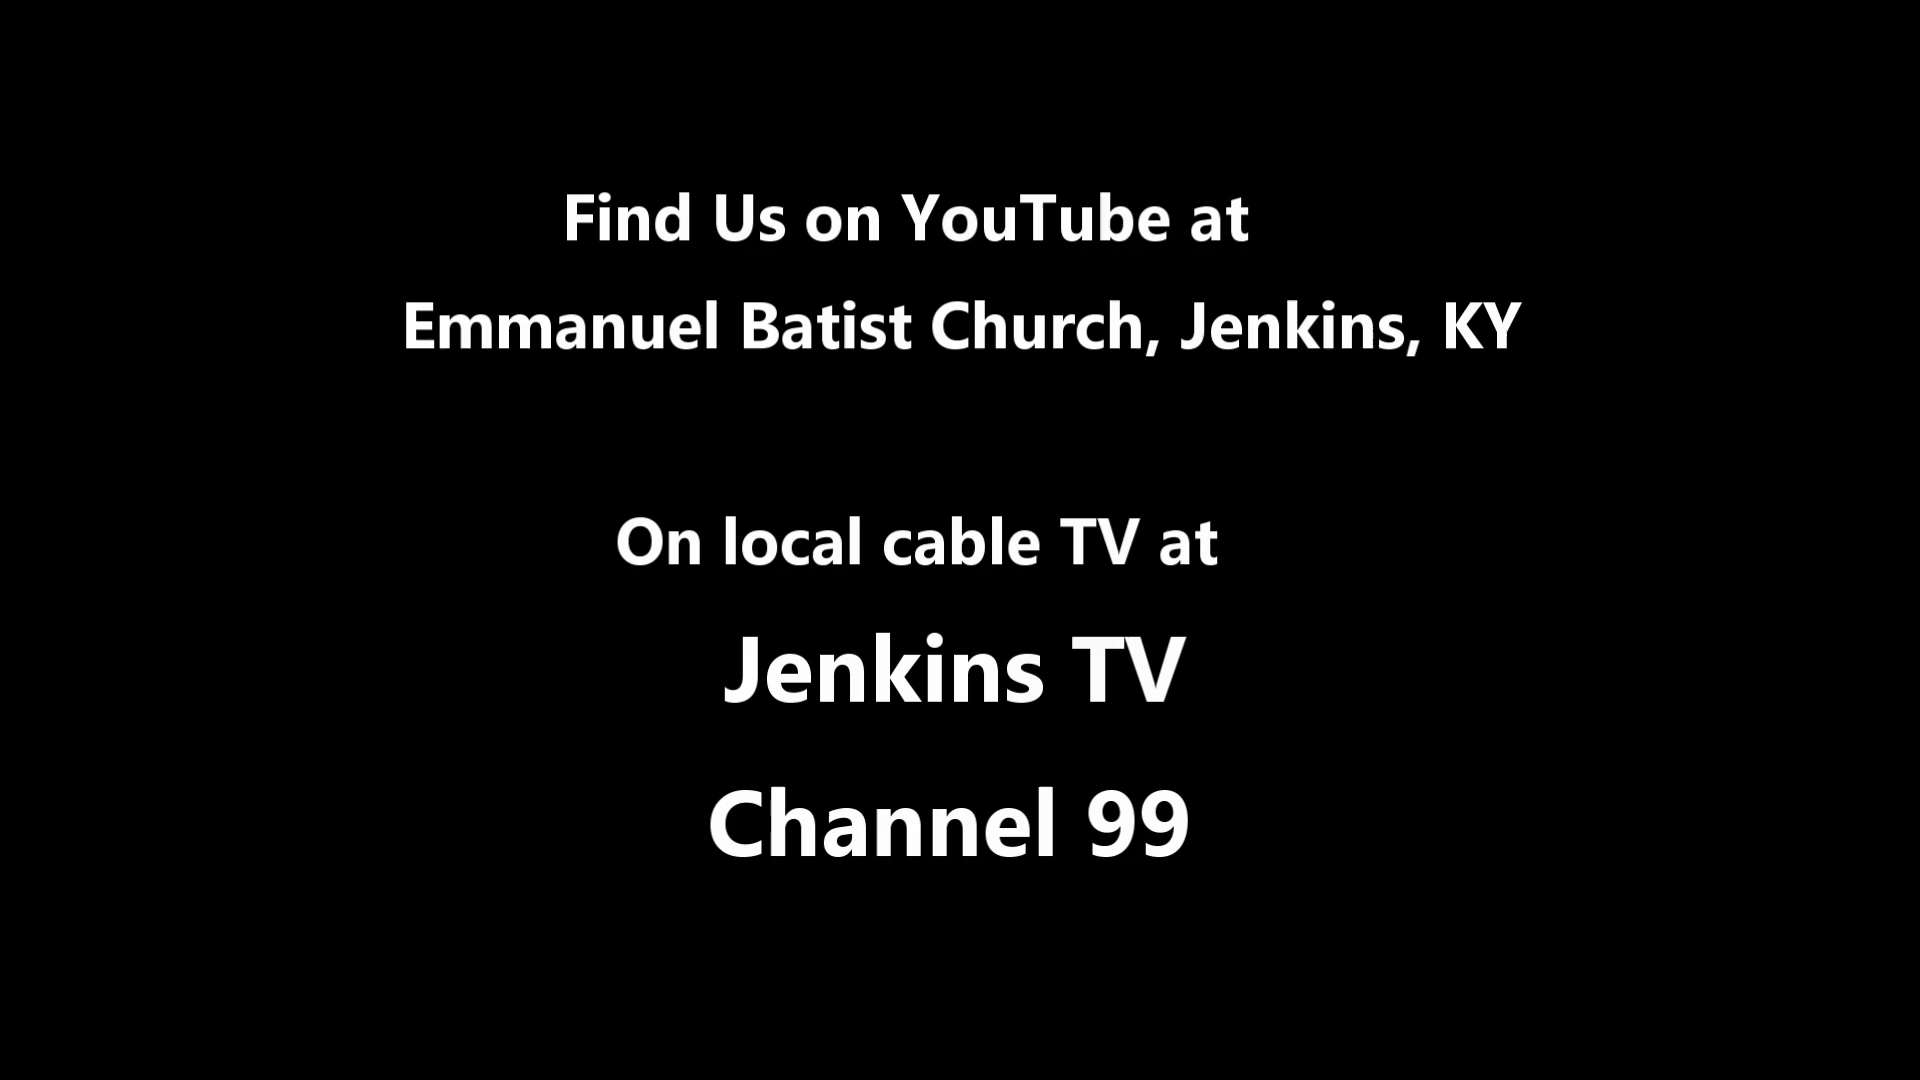 Find Us on YouTube at
Emmanuel Batist Church, Jenkins, KY
On local cable TV at
Jenkins TV
Channel 99